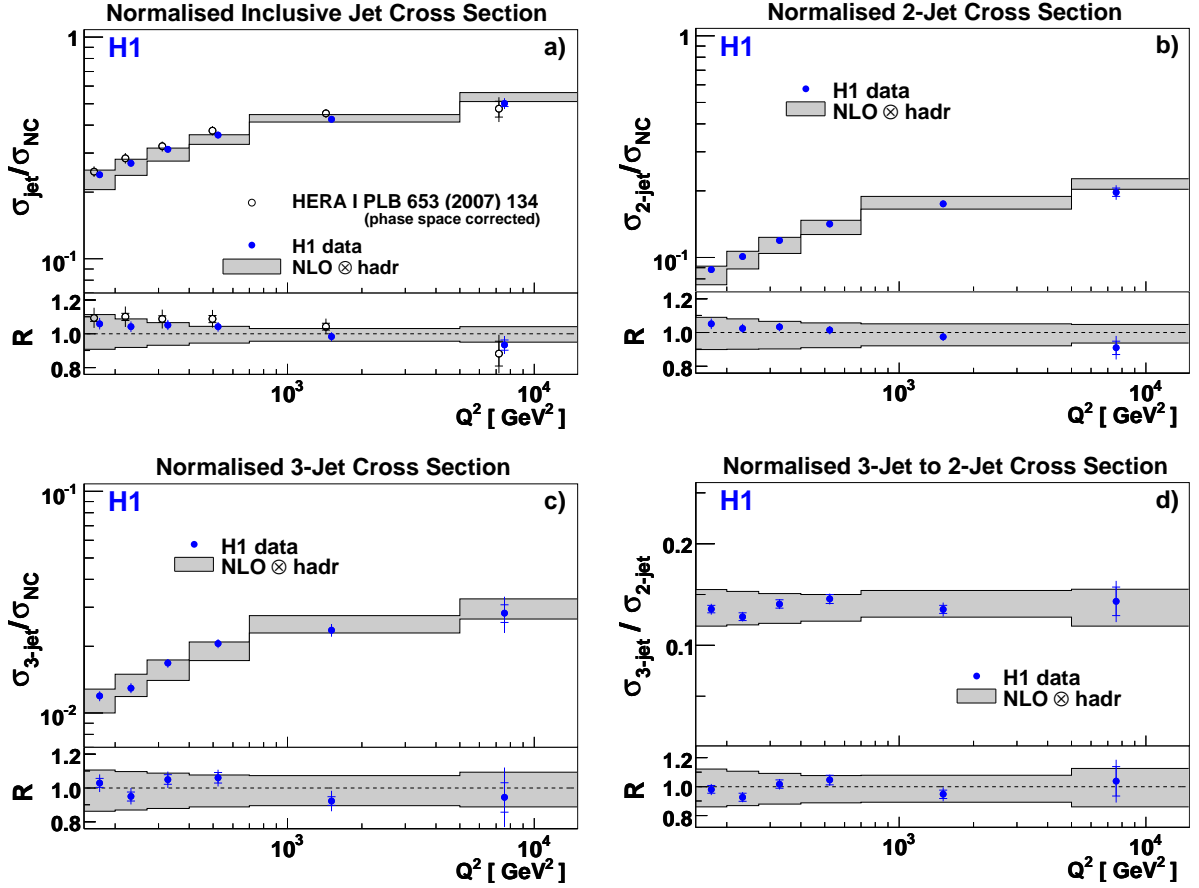 Normalised Inclusive Jet Cross Section
H1
a)
1
10⁻¹
σjet/σNC
HERA I PLB 653 (2007) 134
(phase space corrected)
H1 data
NLO ⊗ hadr
1.2
1.0
0.8
R
10³
10⁴
Q² [ GeV² ]
Normalised 2-Jet Cross Section
H1
b)
1
10⁻¹
σ2-jet/σNC
H1 data
NLO ⊗ hadr
1.2
1.0
0.8
R
10³
10⁴
Q² [ GeV² ]
Normalised 3-Jet Cross Section
H1
c)
10⁻¹
10⁻²
σ3-jet/σNC
H1 data
NLO ⊗ hadr
1.2
1.0
0.8
R
10³
10⁴
Q² [ GeV² ]
Normalised 3-Jet to 2-Jet Cross Section
H1
d)
0.2
0.1
σ3-jet / σ2-jet
H1 data
NLO ⊗ hadr
1.2
1.0
0.8
R
10³
10⁴
Q² [ GeV² ]